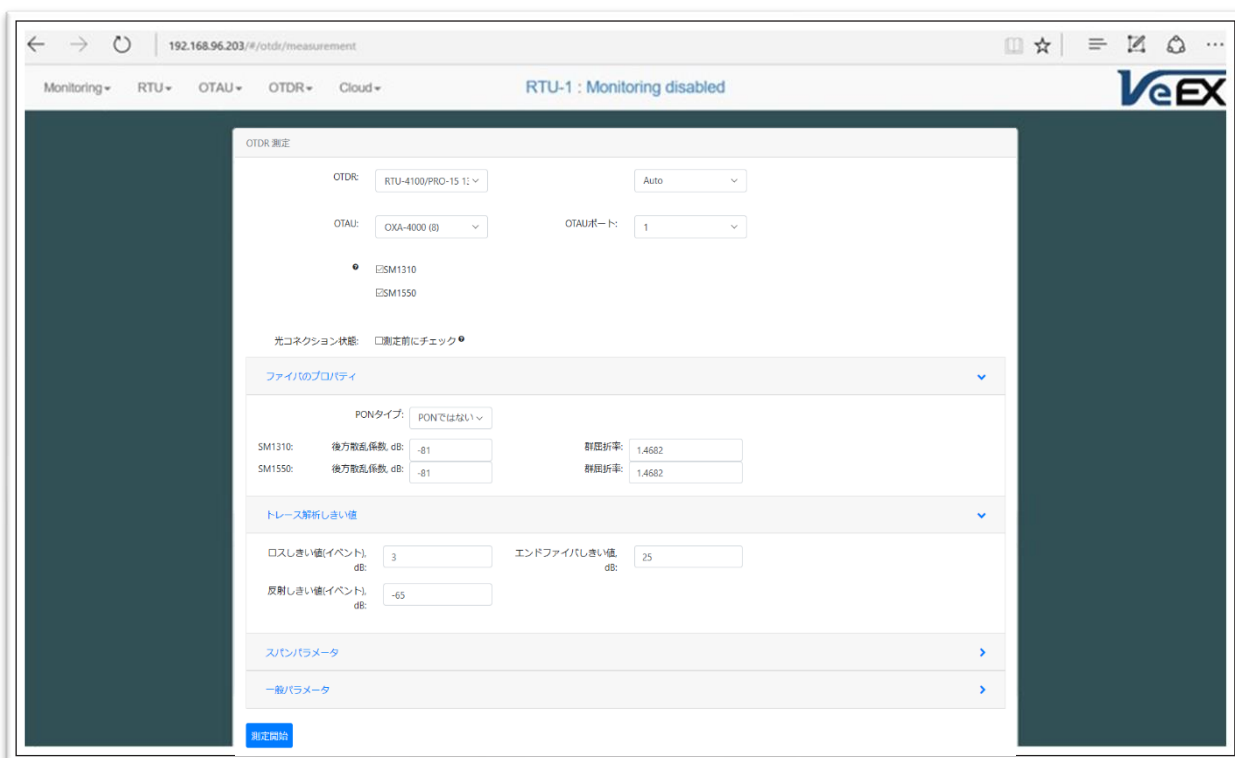 192.168.96.203/#/otdr/measurement
Monitoring RTU OTAU OTDR Cloud RTU-1 : Monitoring disabled VeEX
OTDR 測定
OTDR: RTU-4100/PRO-15 1: Auto
OTAU: OXA-4000 (8) OTAUポート: 1
SM1310
SM1550
光コネクション状態: 測定前にチェック
ファイバのプロパティ
PONタイプ: PONではない
SM1310: 後方散乱係数, dB: -81 群屈折率: 1.4682
SM1550: 後方散乱係数, dB: -81 群屈折率: 1.4682
トレース解析しきい値
ロスしきい値(イベント), dB: 3 エンドファイバしきい値, dB: 25
反射しきい値(イベント), dB: -65
スパンパラメータ
一般パラメータ
測定開始